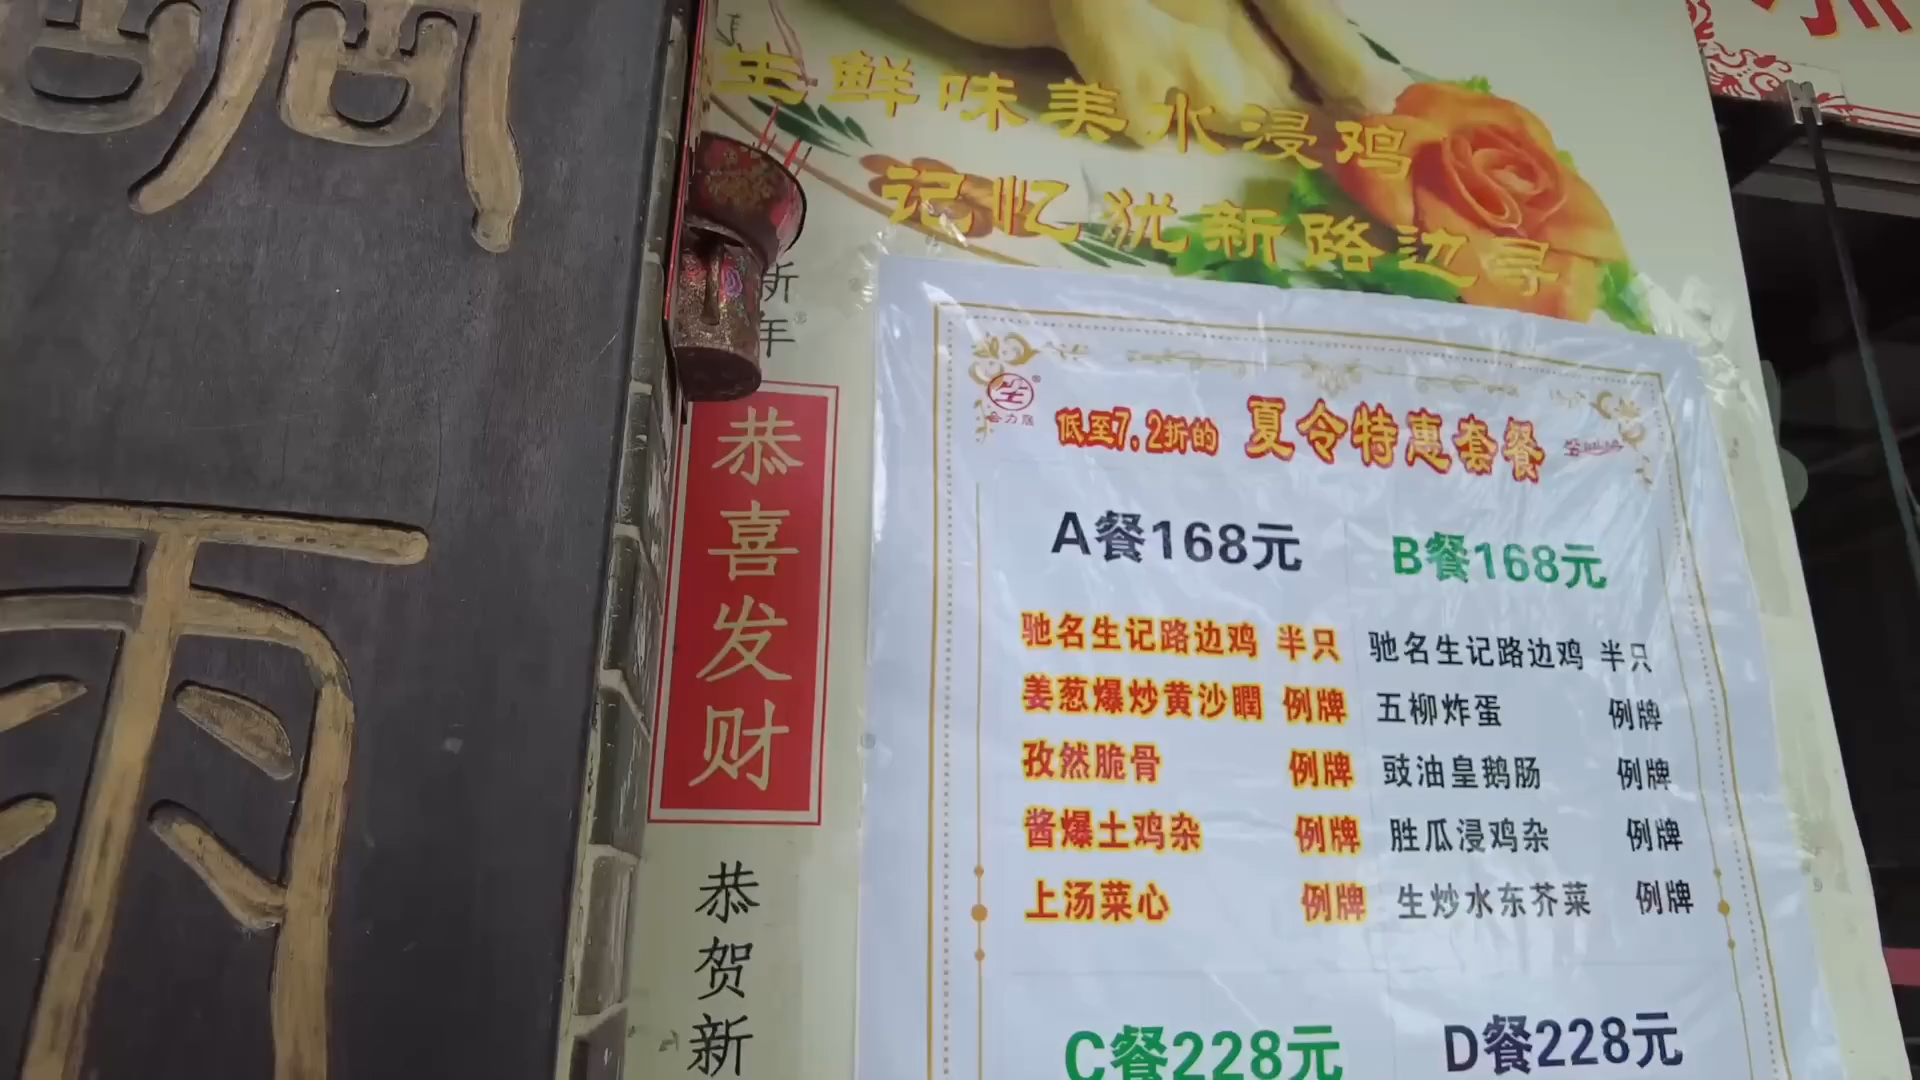 生鲜味美水浸鸡
记忆犹新路边寻
新年
恭喜发财
恭贺新
低至7.2折的 夏令特惠套餐
A餐168元
驰名生记路边鸡 半只
姜葱爆炒黄沙瞤 例牌
孜然脆骨 例牌
酱爆土鸡杂 例牌
上汤菜心 例牌
B餐168元
驰名生记路边鸡 半只
五柳炸蛋 例牌
豉油皇鹅肠 例牌
胜瓜浸鸡杂 例牌
生炒水东芥菜 例牌
C餐228元
D餐228元